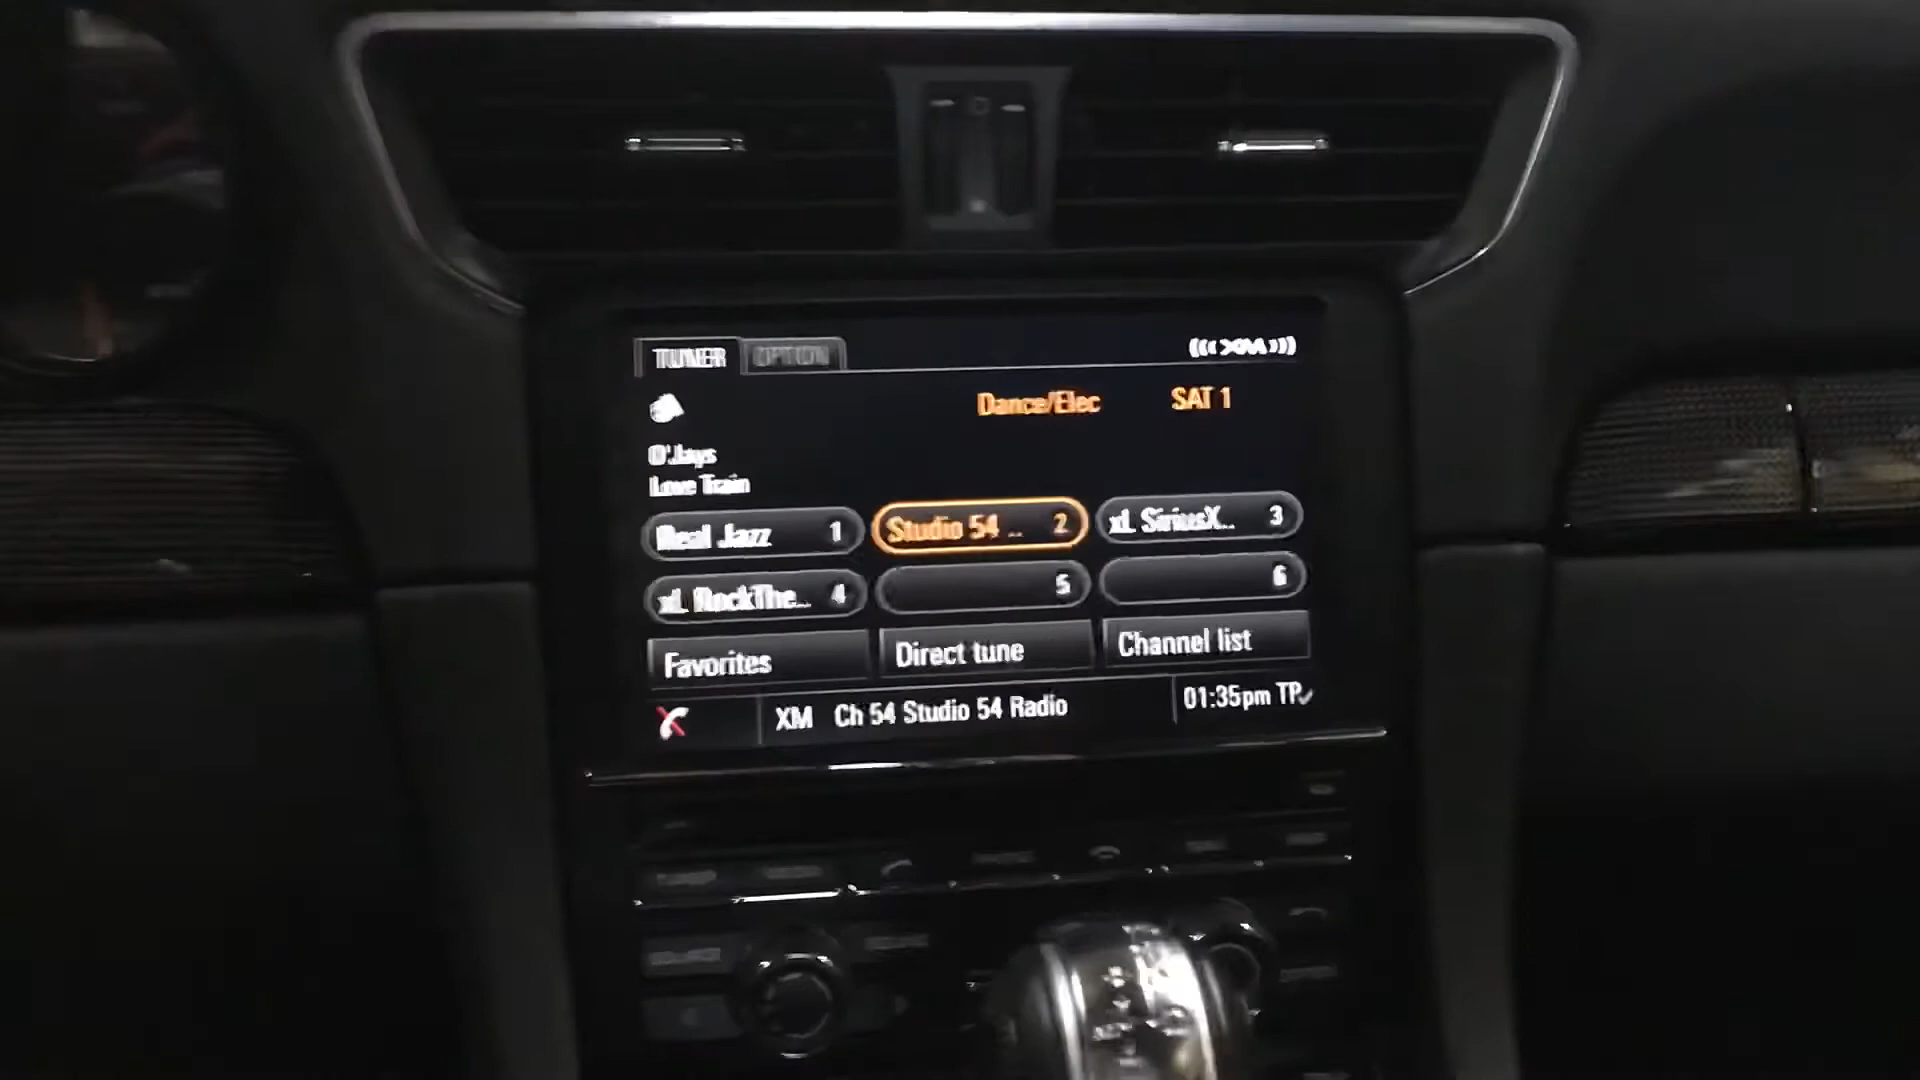 TUNER OPTION
(((XM)))
Dance/Elec SAT 1
O'Jays
Love Train
Real Jazz 1 Studio 54 .. 2 xL SiriusX.. 3
xL RockThe... 4 5 6
Favorites Direct tune Channel list
XM Ch 54 Studio 54 Radio 01:35pm TP